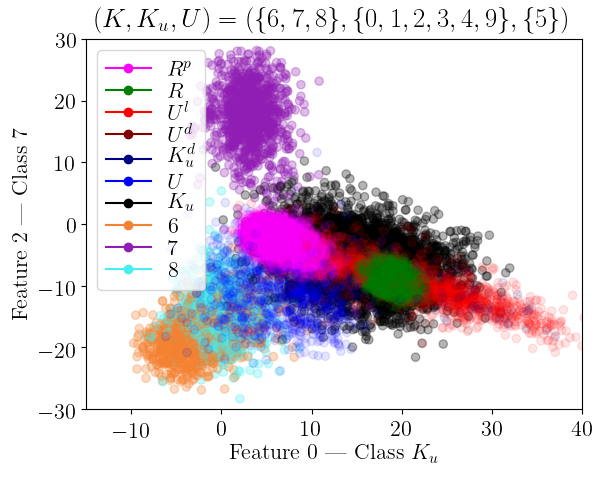 (K, K_u, U) = ({6, 7, 8}, {0, 1, 2, 3, 4, 9}, {5})
30
20
10
0
−10
−20
−30
Feature 2 — Class 7
R^p
R
U^l
U^d
K_u^d
U
K_u
6
7
8
−10
0
10
20
30
40
Feature 0 — Class K_u